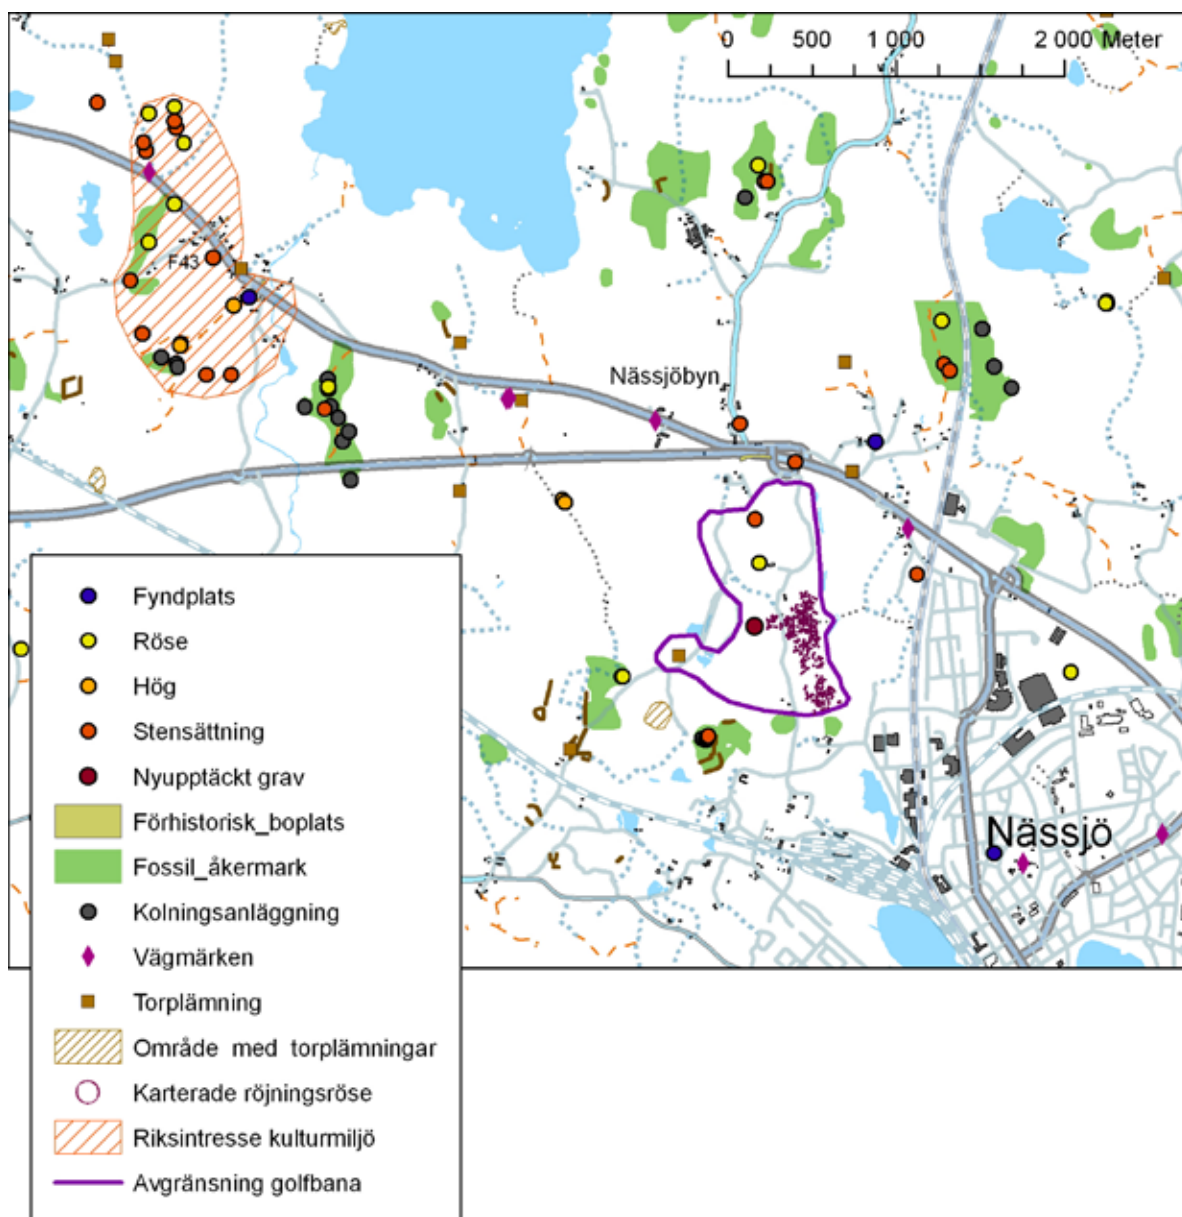 0 500 1 000 2 000 Meter
F43
Nässjöbyn
Nässjö
Fyndplats
Röse
Hög
Stensättning
Nyupptäckt grav
Förhistorisk_boplats
Fossil_åkermark
Kolningsanläggning
Vägmärken
Torplämning
Område med torplämningar
Karterade röjningsröse
Riksintresse kulturmiljö
Avgränsning golfbana